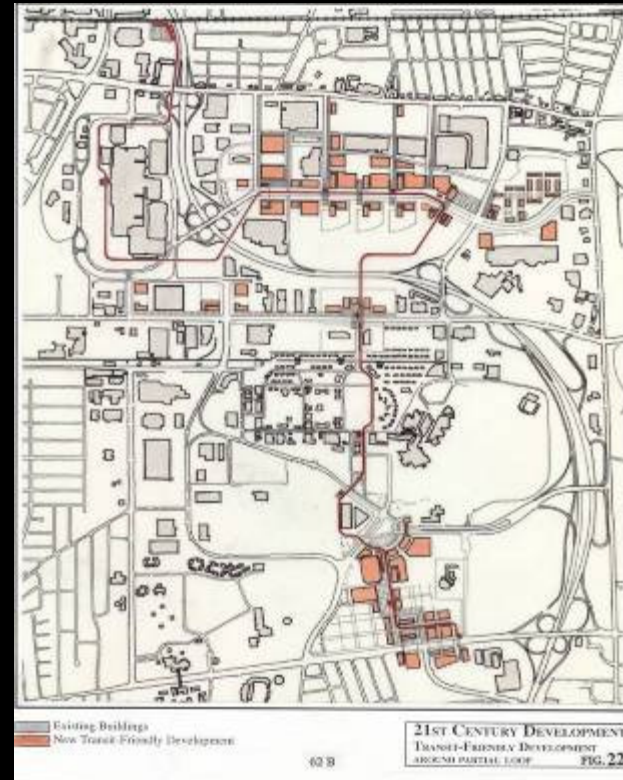 Existing Buildings
New Transit-Friendly Development
62 B
21ST CENTURY DEVELOPMENT
TRANSIT-FRIENDLY DEVELOPMENT
AROUND PARTIAL LOOP
FIG. 22